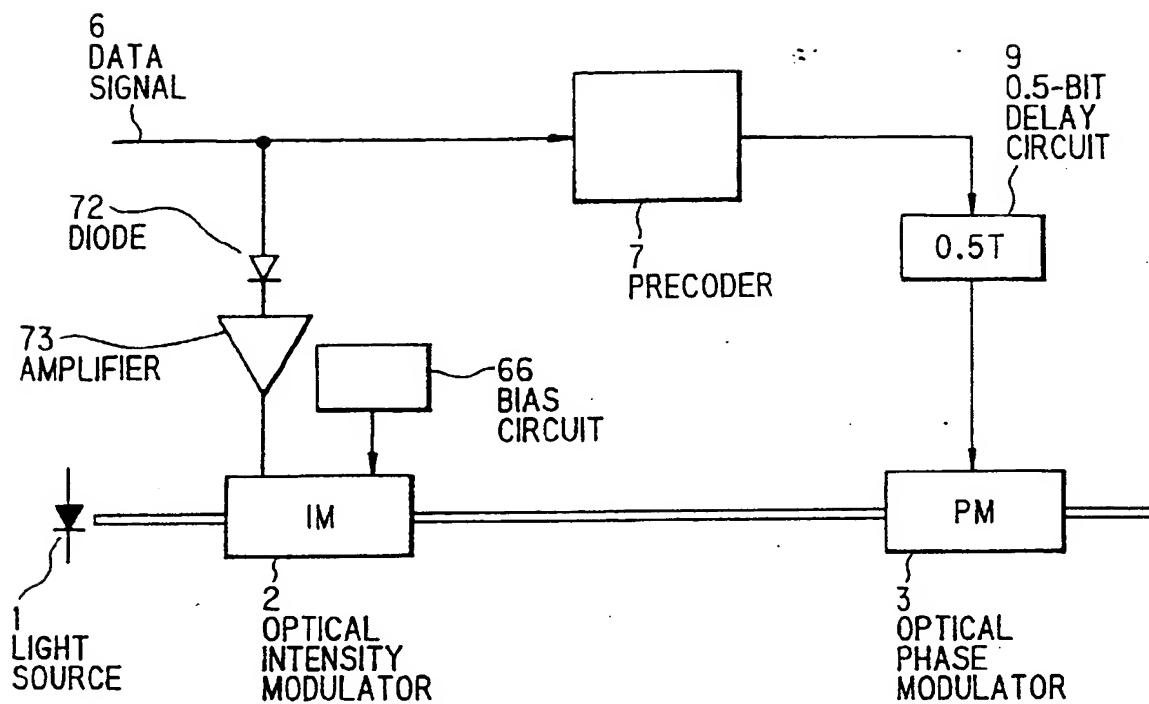 6
DATA
SIGNAL
9
0.5-BIT
DELAY
CIRCUIT
72
DIODE
7
PRECODER
0.5T
73
AMPLIFIER
66
BIAS
CIRCUIT
IM
PM
1
LIGHT
SOURCE
2
OPTICAL
INTENSITY
MODULATOR
3
OPTICAL
PHASE
MODULATOR